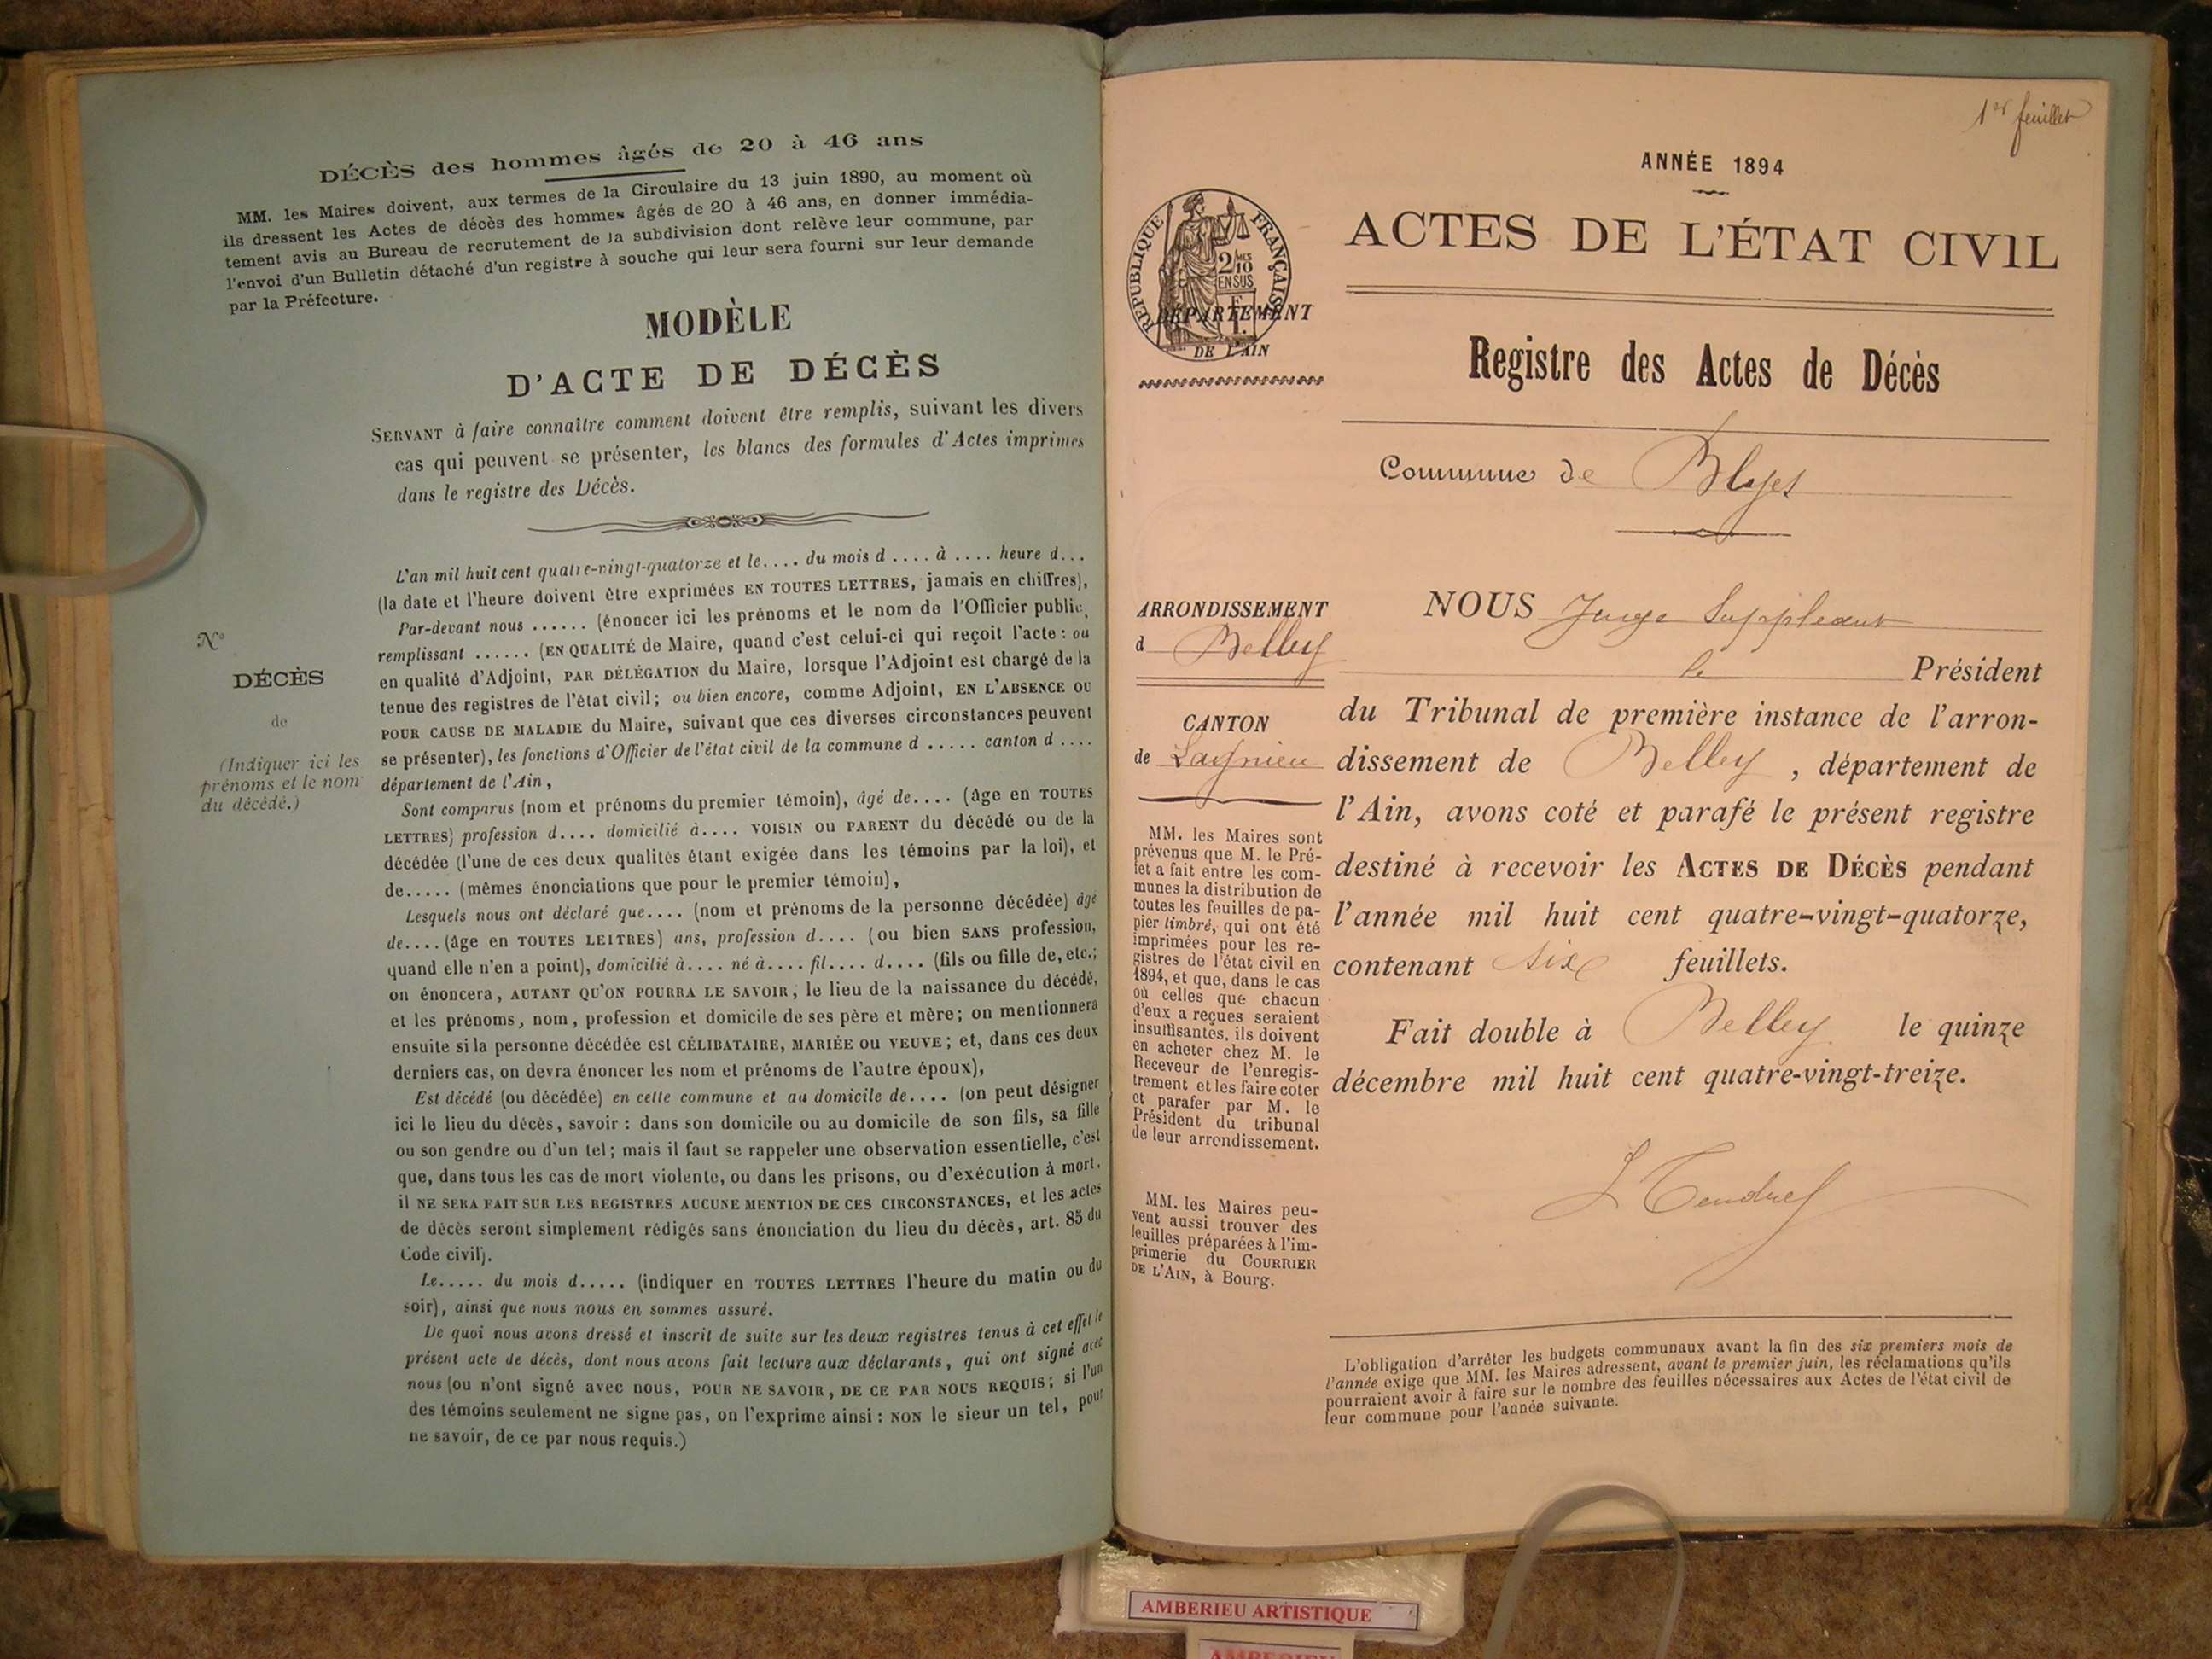 DÉCÈS des hommes âgés de 20 à 46 ans
MM. les Maires doivent, aux termes de la Circulaire du 13 juin 1890, au moment où
ils dressent les Actes de décès des hommes âgés de 20 à 46 ans, en donner immédia-
tement avis au Bureau de recrutement de la subdivision dont relève leur commune, par
l'envoi d'un Bulletin détaché d'un registre à souche qui leur sera fourni sur leur demande
par la Préfecture.
MODÈLE
D'ACTE DE DÉCÈS
SERVANT à faire connaître comment doivent être remplis, suivant les divers
cas qui peuvent se présenter, les blancs des formules d'Actes imprimés
dans le registre des Décès.
L'an mil huit cent quatre-vingt-quatorze et le.... du mois d .... à .... heure d...
(la date et l'heure doivent être exprimées EN TOUTES LETTRES, jamais en chiffres),
Par-devant nous ...... (énoncer ici les prénoms et le nom de l'Officier public,
remplissant ...... (EN QUALITÉ de Maire, quand c'est celui-ci qui reçoit l'acte : ou
en qualité d'Adjoint, PAR DÉLÉGATION du Maire, lorsque l'Adjoint est chargé de la
tenue des registres de l'état civil; ou bien encore, comme Adjoint, EN L'ABSENCE OU
POUR CAUSE DE MALADIE du Maire, suivant que ces diverses circonstances peuvent
se présenter), les fonctions d'Officier de l'état civil de la commune d ..... canton d ....
département de l'Ain,
N°
DÉCÈS
de
(Indiquer ici les
prénoms et le nom
du décédé.)
Sont comparus (nom et prénoms du premier témoin), âgé de.... (âge en TOUTES
LETTRES) profession d.... domicilié à.... VOISIN OU PARENT du décédé ou de la
décédée (l'une de ces deux qualités étant exigée dans les témoins par la loi), et
de..... (mêmes énonciations que pour le premier témoin),
Lesquels nous ont déclaré que.... (nom et prénoms de la personne décédée) âgé
de....(âge en TOUTES LETTRES) ans, profession d.... (ou bien SANS profession,
quand elle n'en a point), domicilié à.... né à.... fil.... d.... (fils ou fille de, etc.;
on énoncera, AUTANT QU'ON POURRA LE SAVOIR, le lieu de la naissance du décédé,
et les prénoms, nom, profession et domicile de ses père et mère; on mentionnera
ensuite si la personne décédée est CÉLIBATAIRE, MARIÉE OU VEUVE; et, dans ces deux
derniers cas, on devra énoncer les nom et prénoms de l'autre époux),
Est décédé (ou décédée) en cette commune et au domicile de.... (on peut désigner
ici le lieu du décès, savoir : dans son domicile ou au domicile de son fils, sa fille
ou son gendre ou d'un tel; mais il faut se rappeler une observation essentielle, c'est
que, dans tous les cas de mort violente, ou dans les prisons, ou d'exécution à mort,
il NE SERA FAIT SUR LES REGISTRES AUCUNE MENTION DE CES CIRCONSTANCES, et les actes
de décès seront simplement rédigés sans énonciation du lieu du décès, art. 85 du
Code civil).
Le..... du mois d..... (indiquer en TOUTES LETTRES l'heure du matin ou du
soir), ainsi que nous nous en sommes assuré.
De quoi nous avons dressé et inscrit de suite sur les deux registres tenus à cet effet le
présent acte de décès, dont nous avons fait lecture aux déclarants, qui ont signé avec
nous (ou n'ont signé avec nous, POUR NE SAVOIR, DE CE PAR NOUS REQUIS; si l'un
des témoins seulement ne signe pas, on l'exprime ainsi : NON le sieur un tel, pour
ne savoir, de ce par nous requis.)
1er feuillet
ANNÉE 1894
ACTES DE L'ÉTAT CIVIL
RÉPUBLIQUE FRANÇAISE
2/10 MES
EN SUS
DÉPARTEMENT
DE L'AIN
Registre des Actes de Décès
Commune de Blyes
ARRONDISSEMENT
d Belley
CANTON
de Lagnieu
MM. les Maires sont
prévenus que M. le Pré-
fet a fait entre les com-
munes la distribution de
toutes les feuilles de pa-
pier timbré, qui ont été
imprimées pour les re-
gistres de l'état civil en
1894, et que, dans le cas
où celles que chacun
d'eux a reçues seraient
insuffisantes, ils doivent
en acheter chez M. le
Receveur de l'enregis-
trement et les faire coter
et parafer par M. le
Président du tribunal
de leur arrondissement.
MM. les Maires peu-
vent aussi trouver des
feuilles préparées à l'im-
primerie du COURRIER
DE L'AIN, à Bourg.
NOUS Juge Suppléant
le Président
du Tribunal de première instance de l'arron-
dissement de Belley, département de
l'Ain, avons coté et parafé le présent registre
destiné à recevoir les ACTES DE DÉCÈS pendant
l'année mil huit cent quatre-vingt-quatorze,
contenant six feuillets.
Fait double à Belley le quinze
décembre mil huit cent quatre-vingt-treize.
L'obligation d'arrêter les budgets communaux avant la fin des six premiers mois de
l'année exige que MM. les Maires adressent, avant le premier juin, les réclamations qu'ils
pourraient avoir à faire sur le nombre des feuilles nécessaires aux Actes de l'état civil de
leur commune pour l'année suivante.
AMBERIEU ARTISTIQUE
AMBERIEU